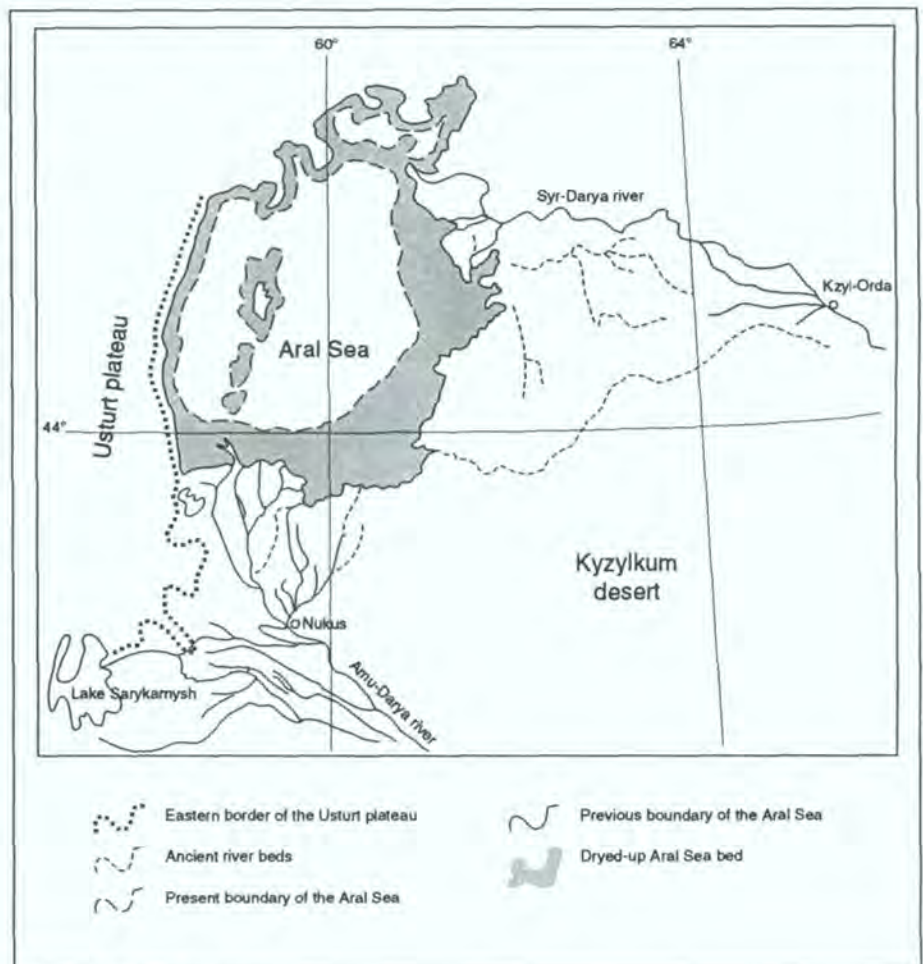 60°
64°
Syr-Darya river
Kzyl-Orda
Aral Sea
Usturt plateau
44°
Kyzylkum
desert
Nukus
Amu-Darya river
Lake Sarykamysh
Eastern border of the Usturt plateau
Previous boundary of the Aral Sea
Ancient river beds
Dryed-up Aral Sea bed
Present boundary of the Aral Sea